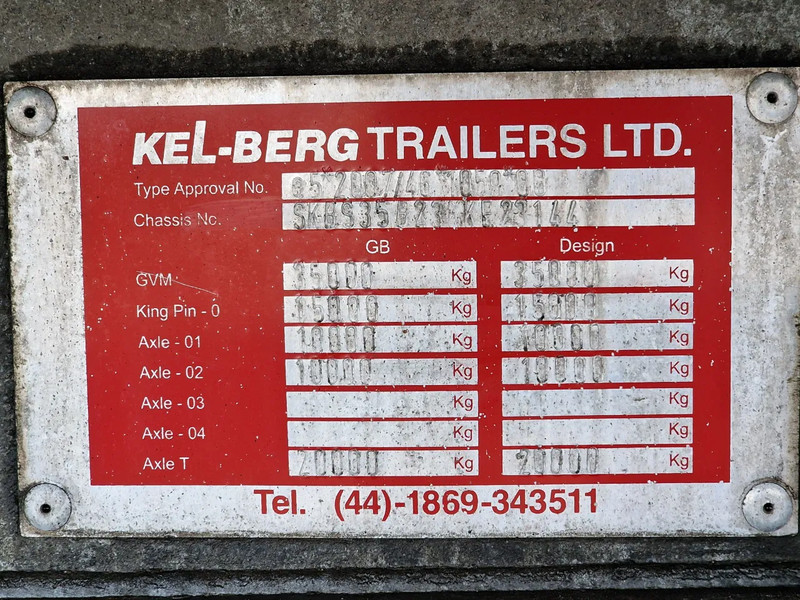 KEL-BERG TRAILERS LTD.
Type Approval No.
Chassis No.
GB Design
GVM 35000 Kg 35000 Kg
King Pin - 0 15000 Kg 15000 Kg
Axle - 01 10000 Kg 10000 Kg
Axle - 02 10000 Kg 10000 Kg
Axle - 03 Kg Kg
Axle - 04 Kg Kg
Axle T 20000 Kg 20000 Kg
Tel. (44)-1869-343511